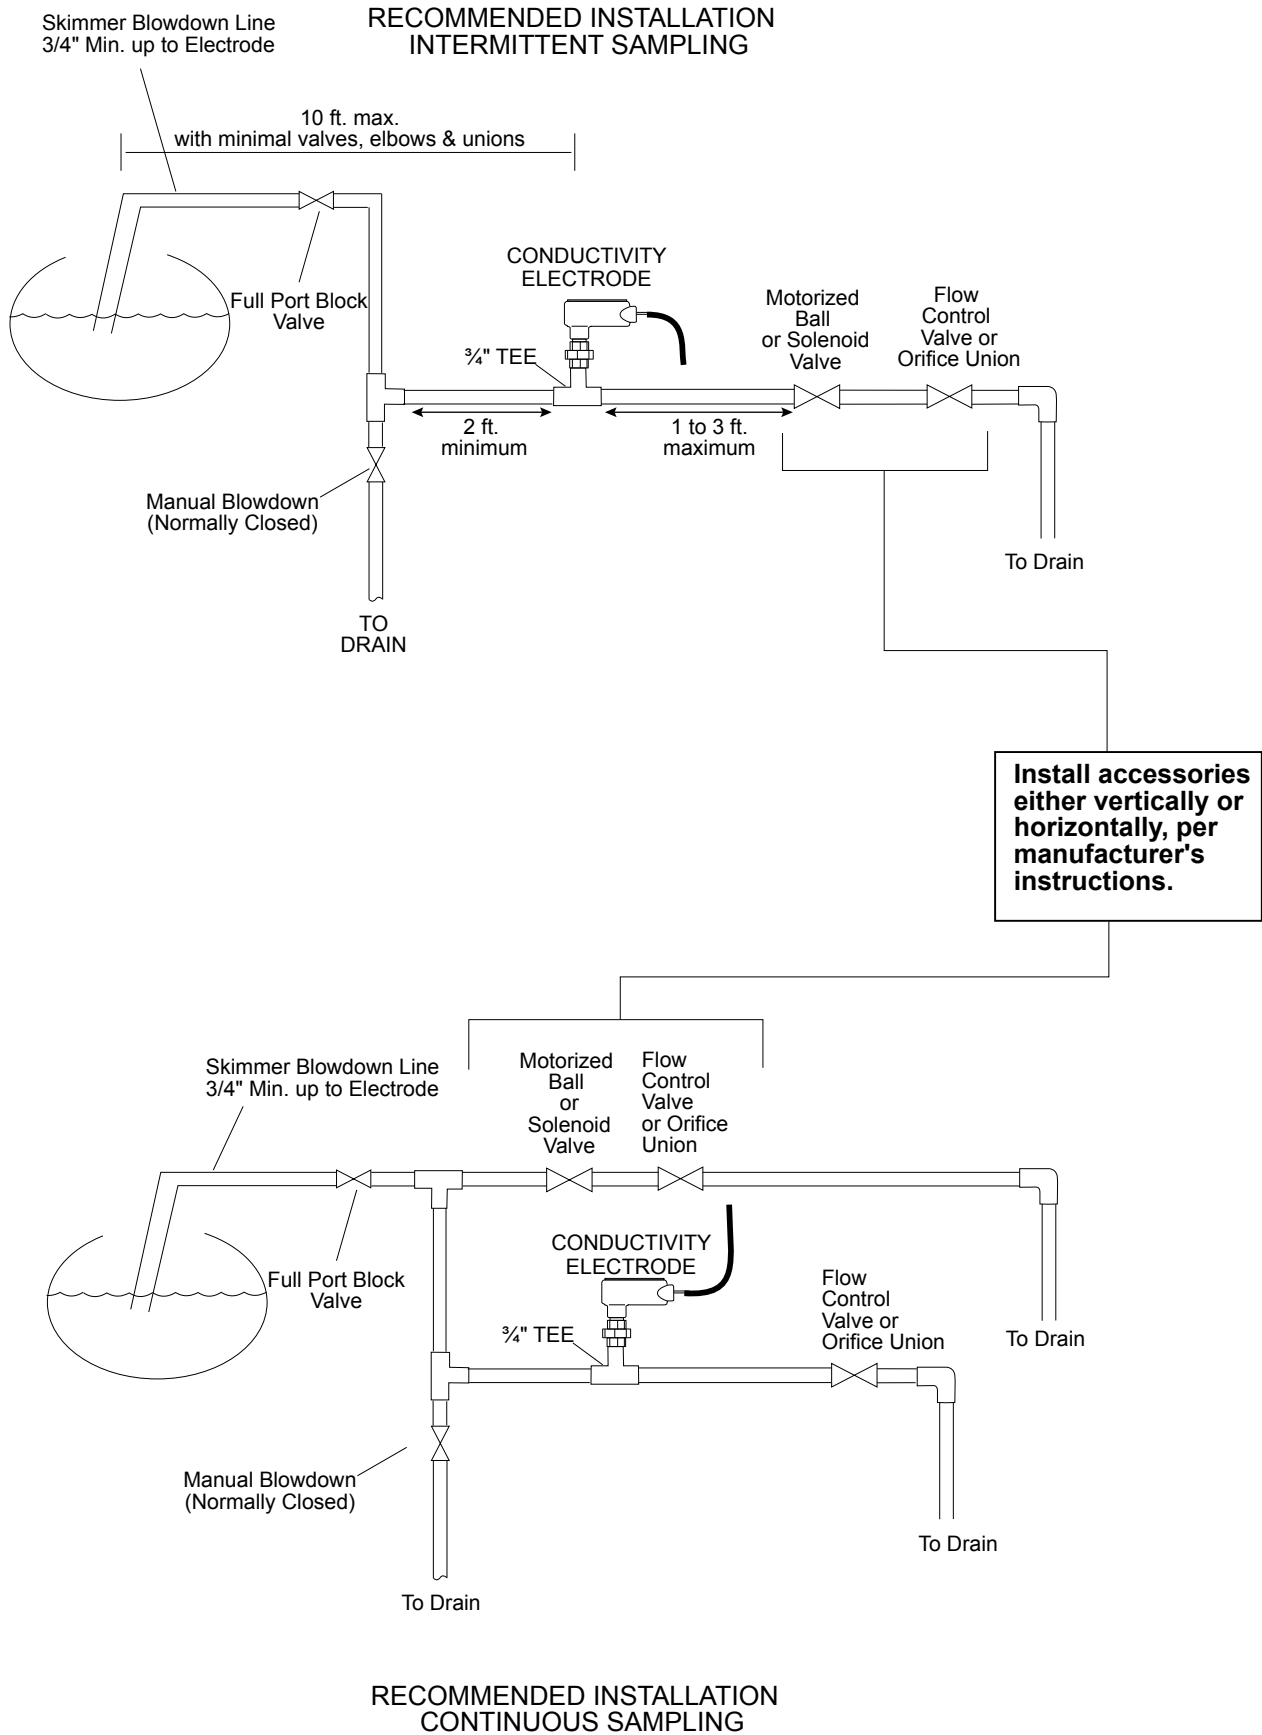 RECOMMENDED INSTALLATION
INTERMITTENT SAMPLING
Skimmer Blowdown Line
3/4" Min. up to Electrode
10 ft. max.
with minimal valves, elbows & unions
Full Port Block
Valve
CONDUCTIVITY
ELECTRODE
¾" TEE
Motorized
Ball
or Solenoid
Valve
Flow
Control
Valve or
Orifice Union
2 ft.
minimum
1 to 3 ft.
maximum
Manual Blowdown
(Normally Closed)
To Drain
TO
DRAIN
Install accessories
either vertically or
horizontally, per
manufacturer's
instructions.
Skimmer Blowdown Line
3/4" Min. up to Electrode
Motorized
Ball
or
Solenoid
Valve
Flow
Control
Valve
or Orifice
Union
Full Port Block
Valve
CONDUCTIVITY
ELECTRODE
¾" TEE
Flow
Control
Valve or
Orifice Union
To Drain
Manual Blowdown
(Normally Closed)
To Drain
To Drain
RECOMMENDED INSTALLATION
CONTINUOUS SAMPLING